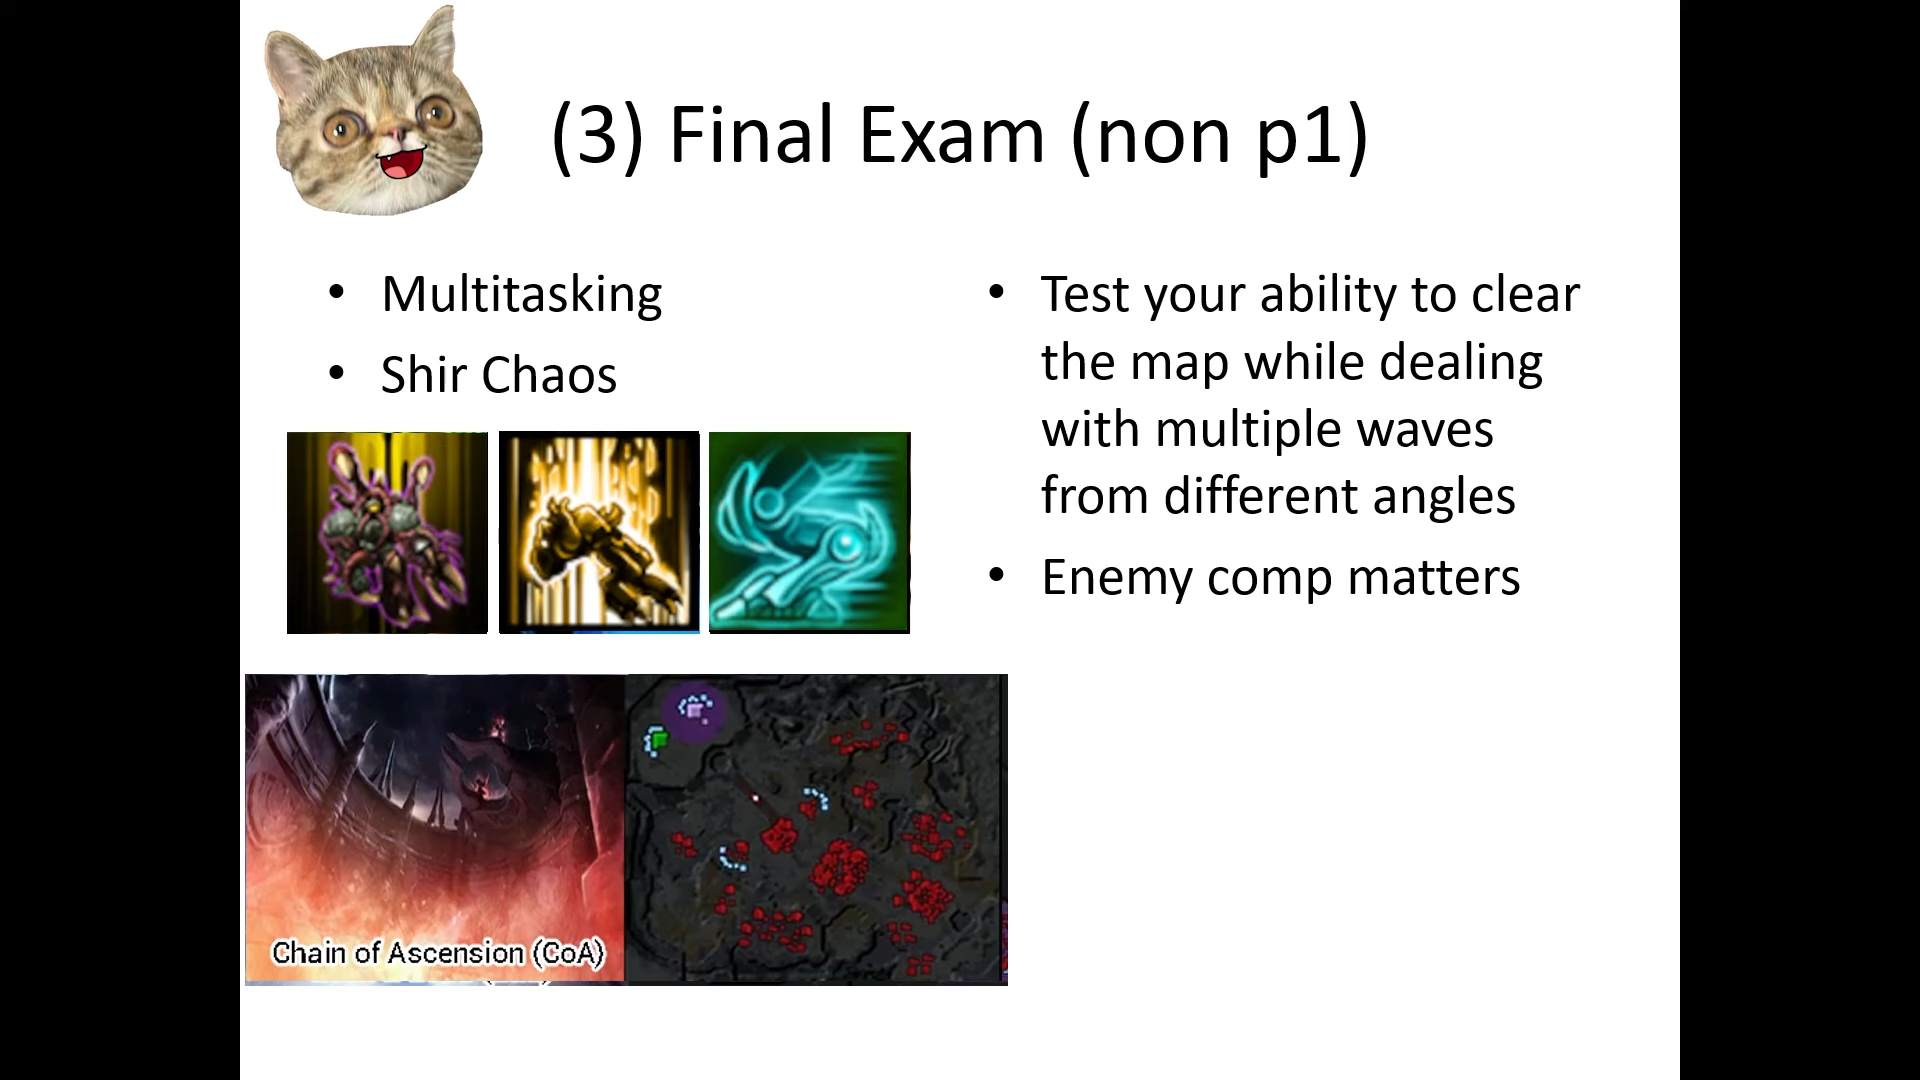 (3) Final Exam (non p1)
• Multitasking
• Shir Chaos
• Test your ability to clear
the map while dealing
with multiple waves
from different angles
• Enemy comp matters
Chain of Ascension (CoA)